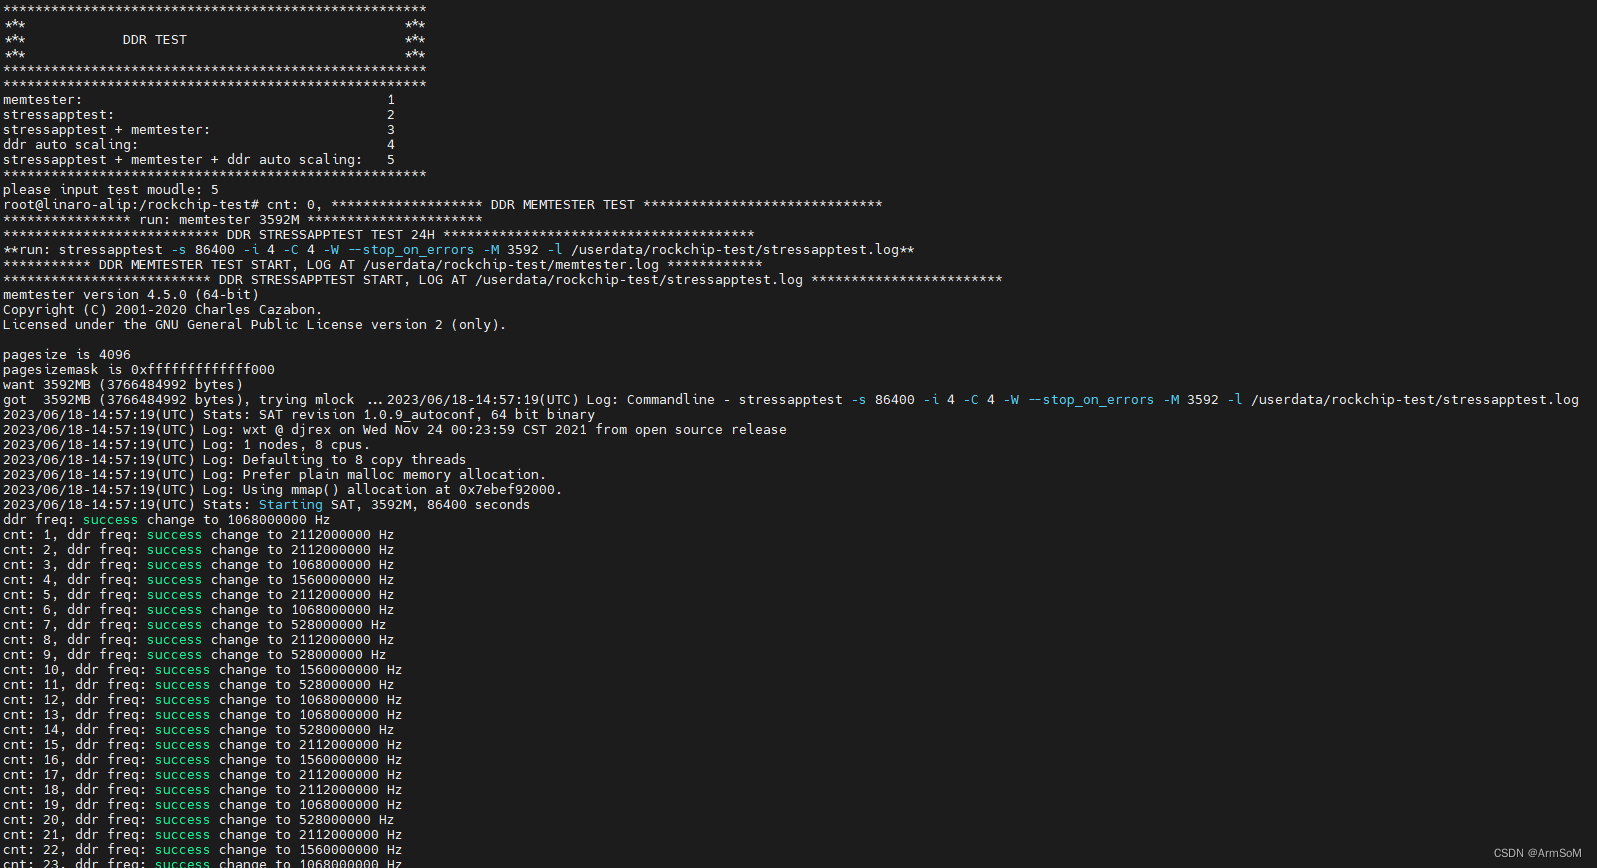 *****************************************************
***                                                ***
***            DDR TEST                            ***
***                                                ***
*****************************************************
*****************************************************
memtester:                                      1
stressapptest:                                  2
stressapptest + memtester:                      3
ddr auto scaling:                               4
stressapptest + memtester + ddr auto scaling:   5
*****************************************************
please input test moudle: 5
root@linaro-alip:/rockchip-test# cnt: 0, ******************* DDR MEMTESTER TEST ******************************
**************** run: memtester 3592M **********************
*************************** DDR STRESSAPPTEST TEST 24H ***************************************
**run: stressapptest -s 86400 -i 4 -C 4 -W --stop_on_errors -M 3592 -l /userdata/rockchip-test/stressapptest.log**
*********** DDR MEMTESTER TEST START, LOG AT /userdata/rockchip-test/memtester.log ************
************************** DDR STRESSAPPTEST START, LOG AT /userdata/rockchip-test/stressapptest.log ************************
memtester version 4.5.0 (64-bit)
Copyright (C) 2001-2020 Charles Cazabon.
Licensed under the GNU General Public License version 2 (only).

pagesize is 4096
pagesizemask is 0xfffffffffffff000
want 3592MB (3766484992 bytes)
got  3592MB (3766484992 bytes), trying mlock ...2023/06/18-14:57:19(UTC) Log: Commandline - stressapptest -s 86400 -i 4 -C 4 -W --stop_on_errors -M 3592 -l /userdata/rockchip-test/stressapptest.log
2023/06/18-14:57:19(UTC) Stats: SAT revision 1.0.9_autoconf, 64 bit binary
2023/06/18-14:57:19(UTC) Log: wxt @ djrex on Wed Nov 24 00:23:59 CST 2021 from open source release
2023/06/18-14:57:19(UTC) Log: 1 nodes, 8 cpus.
2023/06/18-14:57:19(UTC) Log: Defaulting to 8 copy threads
2023/06/18-14:57:19(UTC) Log: Prefer plain malloc memory allocation.
2023/06/18-14:57:19(UTC) Log: Using mmap() allocation at 0x7ebef92000.
2023/06/18-14:57:19(UTC) Stats: Starting SAT, 3592M, 86400 seconds
ddr freq: success change to 1068000000 Hz
cnt: 1, ddr freq: success change to 2112000000 Hz
cnt: 2, ddr freq: success change to 2112000000 Hz
cnt: 3, ddr freq: success change to 1068000000 Hz
cnt: 4, ddr freq: success change to 1560000000 Hz
cnt: 5, ddr freq: success change to 2112000000 Hz
cnt: 6, ddr freq: success change to 1068000000 Hz
cnt: 7, ddr freq: success change to 528000000 Hz
cnt: 8, ddr freq: success change to 2112000000 Hz
cnt: 9, ddr freq: success change to 528000000 Hz
cnt: 10, ddr freq: success change to 1560000000 Hz
cnt: 11, ddr freq: success change to 528000000 Hz
cnt: 12, ddr freq: success change to 1068000000 Hz
cnt: 13, ddr freq: success change to 1068000000 Hz
cnt: 14, ddr freq: success change to 528000000 Hz
cnt: 15, ddr freq: success change to 2112000000 Hz
cnt: 16, ddr freq: success change to 1560000000 Hz
cnt: 17, ddr freq: success change to 2112000000 Hz
cnt: 18, ddr freq: success change to 2112000000 Hz
cnt: 19, ddr freq: success change to 1068000000 Hz
cnt: 20, ddr freq: success change to 528000000 Hz
cnt: 21, ddr freq: success change to 2112000000 Hz
cnt: 22, ddr freq: success change to 1560000000 Hz
cnt: 23, ddr freq: success change to 1068000000 Hz
CSDN @ArmSoM